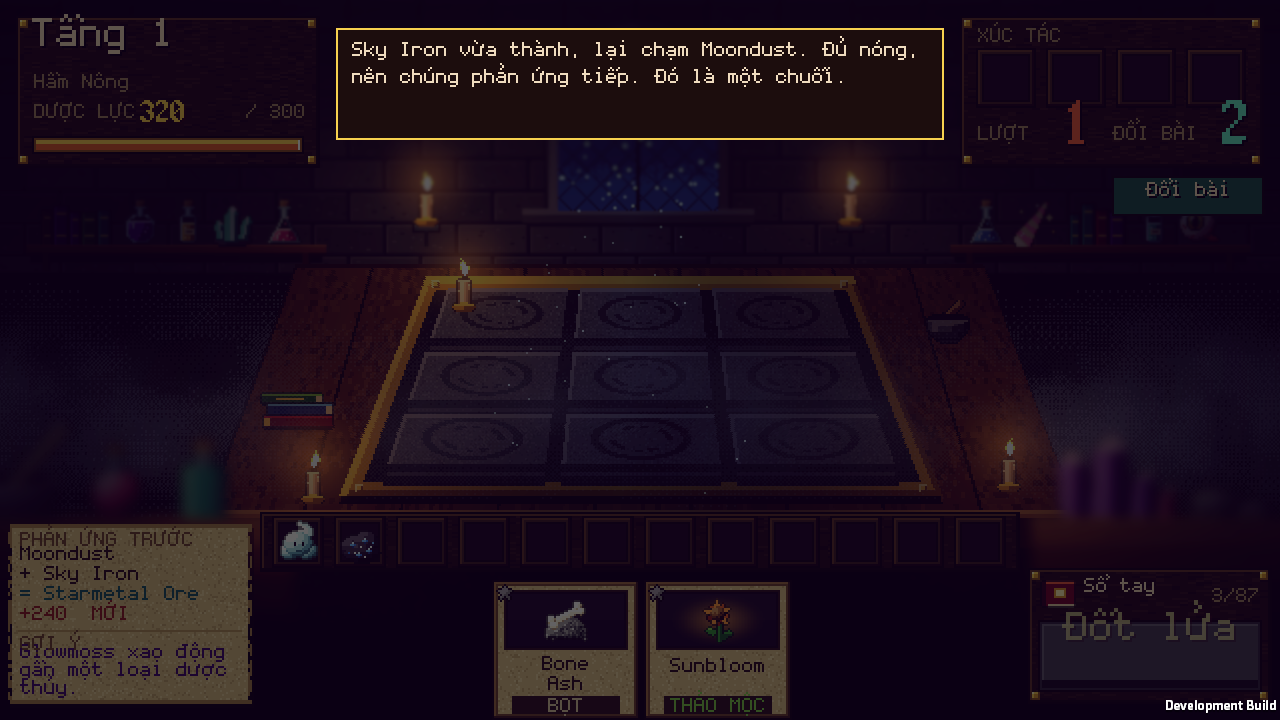 Tầng 1
Hầm Nông
DƯỢC LỰC 320 / 300
Sky Iron vừa thành, lại chạm Moondust. Đủ nóng,
nên chúng phản ứng tiếp. Đó là một chuỗi.
XÚC TÁC
LƯỢT 1 ĐỔI BÀI 2
Đổi bài
PHẢN ỨNG TRƯỚC
Moondust
+ Sky Iron
= Starmetal Ore
+240 MỚI
GỢI Ý
Glowmoss xao động
gần một loại dược
thủy.
Bone
Ash
BỘT
Sunbloom
THẢO MỘC
Sổ tay
3/87
Đốt lửa
Development Build